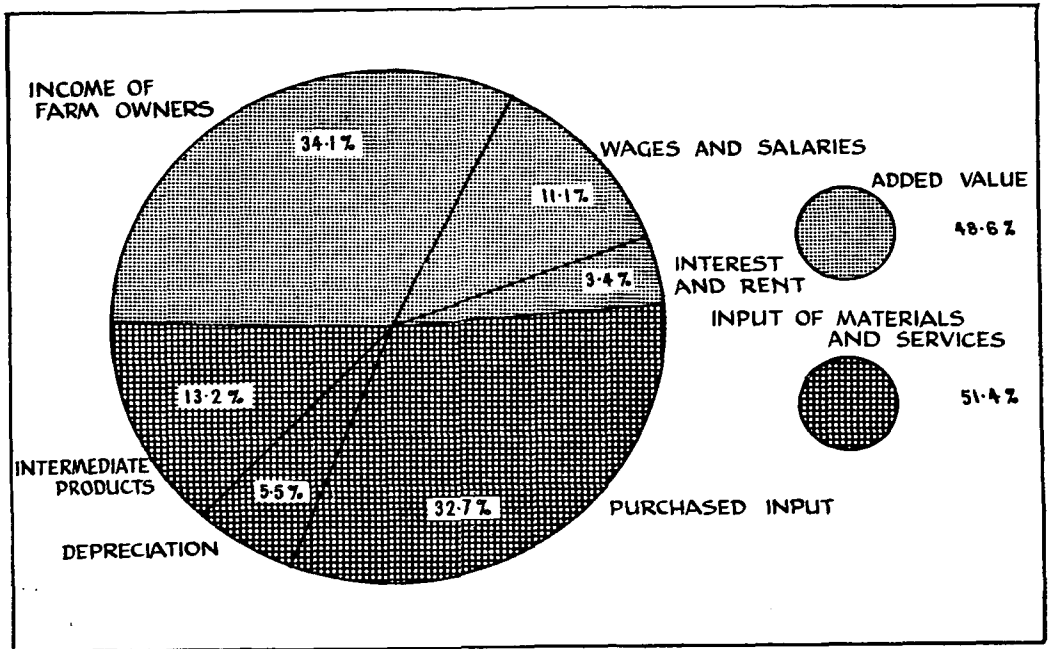 INCOME OF
FARM OWNERS
34.1%
WAGES AND SALARIES
11.1%
ADDED VALUE
48.6%
INTEREST
AND RENT
3.4%
INPUT OF MATERIALS
AND SERVICES
51.4%
13.2%
INTERMEDIATE
PRODUCTS
5.5%
DEPRECIATION
32.7%
PURCHASED INPUT